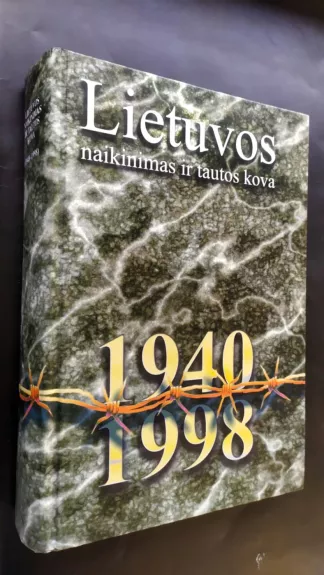 Lietuvos
naikinimas ir tautos kova
1940
1998